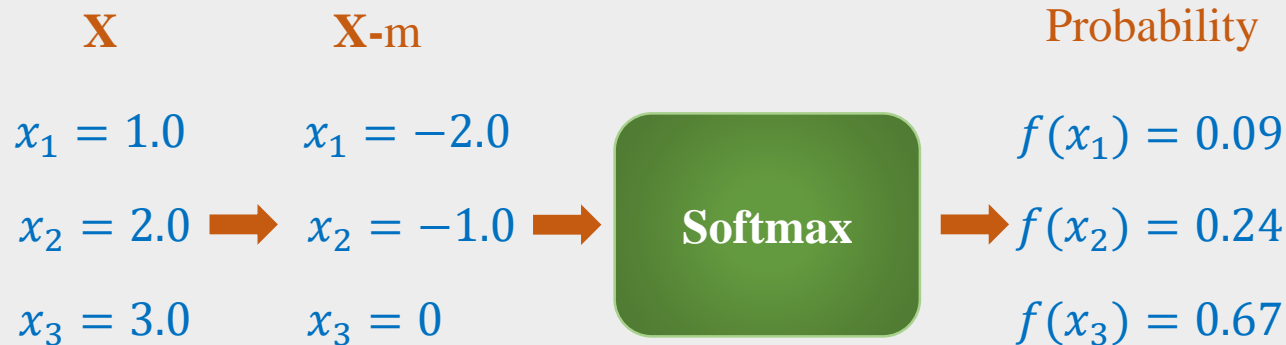 X X-m Probability
x₁ = 1.0 x₁ = −2.0 f(x₁) = 0.09
x₂ = 2.0 x₂ = −1.0 Softmax f(x₂) = 0.24
x₃ = 3.0 x₃ = 0 f(x₃) = 0.67